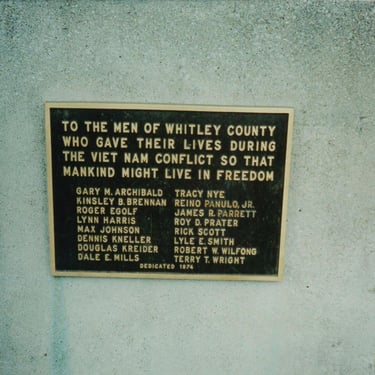 TO THE MEN OF WHITLEY COUNTY
WHO GAVE THEIR LIVES DURING
THE VIET NAM CONFLICT SO THAT
MANKIND MIGHT LIVE IN FREEDOM
GARY M. ARCHIBALD
KINSLEY B. BRENNAN
ROGER EGOLF
LYNN HARRIS
MAX JOHNSON
DENNIS KNELLER
DOUGLAS KREIDER
DALE E. MILLS
TRACY NYE
REINO PANULO, JR.
JAMES R. PARRETT
ROY D. PRATER
RICK SCOTT
LYLE E. SMITH
ROBERT W. WILFONG
TERRY T. WRIGHT
DEDICATED 1974